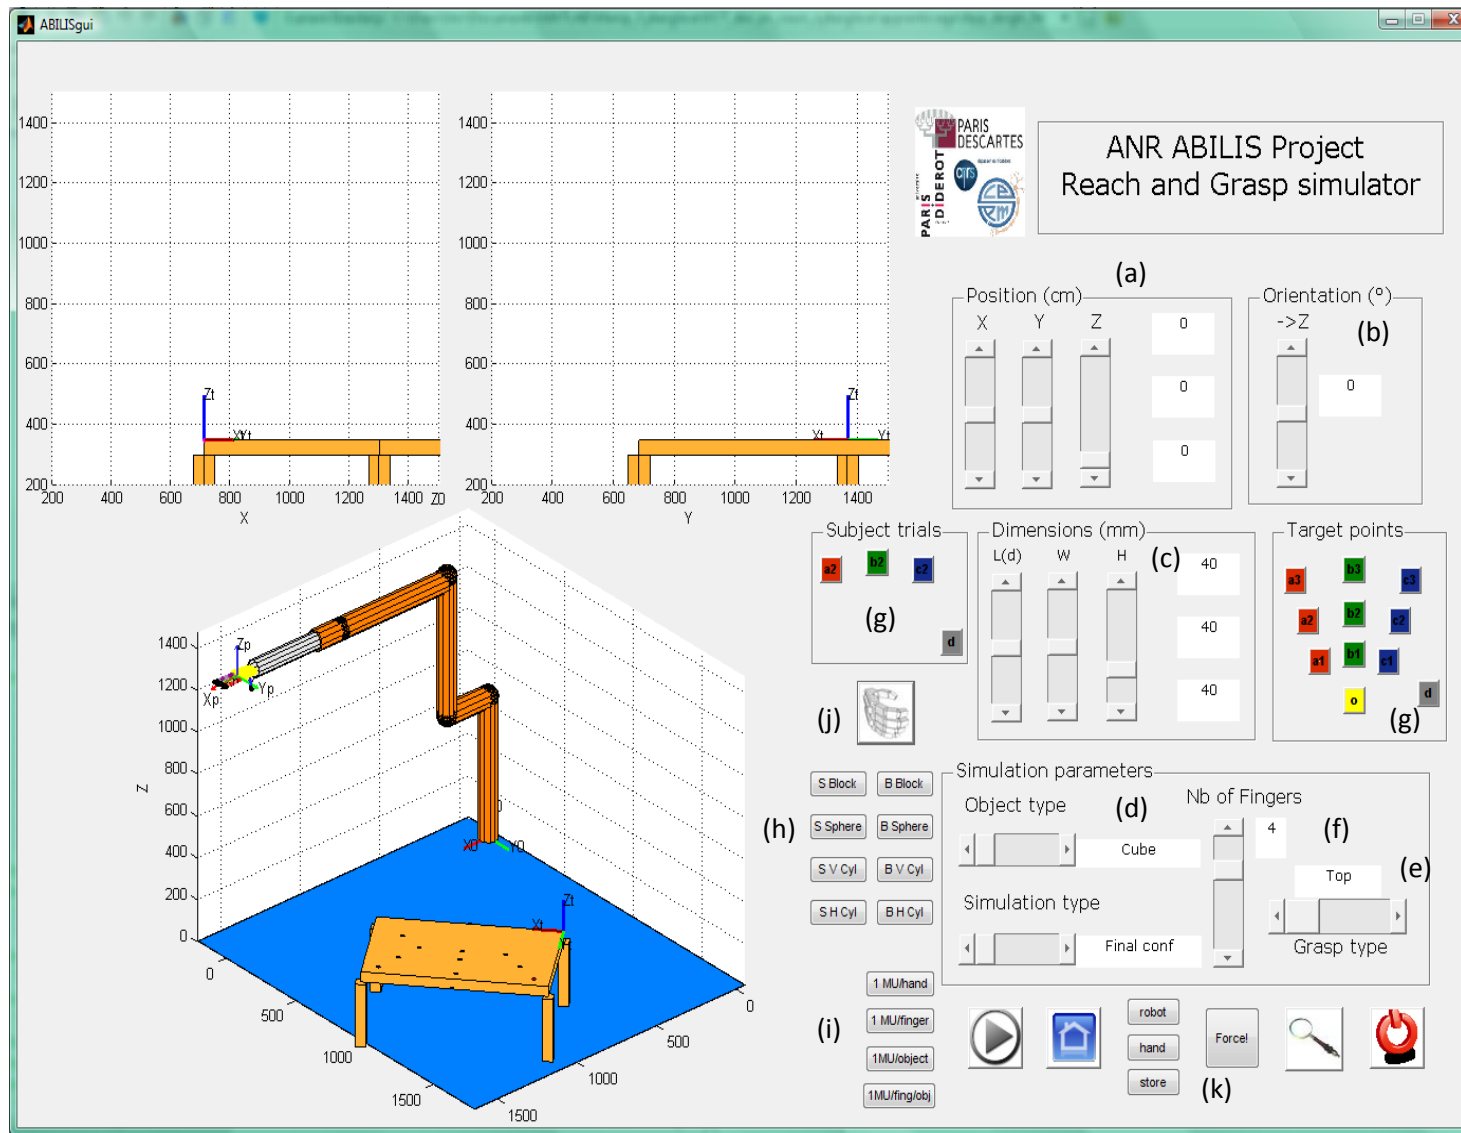 ABILISgui
1400
1200
1000
800
600
400
200
200 400 600 800 1000 1200 1400
X
Zt
Yt
Z0
1400
1200
1000
800
600
400
200
200 400 600 800 1000 1200 1400
Y
Zt
Xt
Yt
PARIS
DESCARTES
PARIS
DIDEROT
cnrs
ANR ABILIS Project
Reach and Grasp simulator
(a)
Position (cm)
X Y Z
0
0
0
Orientation (º)
->Z
(b)
0
Subject trials
a2 b2 c2
(g)
d
Dimensions (mm)
L(d) W H
(c)
40
40
40
Target points
a3 b3 c3
a2 b2 c2
a1 b1 c1
o d
(g)
(j)
1400
1200
1000
800
600
400
200
0
Z
Zp
Xp
Yp
X0
Y0
Zt
Xt
0
500
1000
1500
0
500
1000
1500
(h)
S Block B Block
S Sphere B Sphere
S V Cyl B V Cyl
S H Cyl B H Cyl
Simulation parameters
Object type
(d)
Cube
Simulation type
Final conf
Nb of Fingers
4
(f)
Top
(e)
Grasp type
(i)
1 MU/hand
1 MU/finger
1MU/object
1MU/fing/obj
robot
hand
store
Force!
(k)